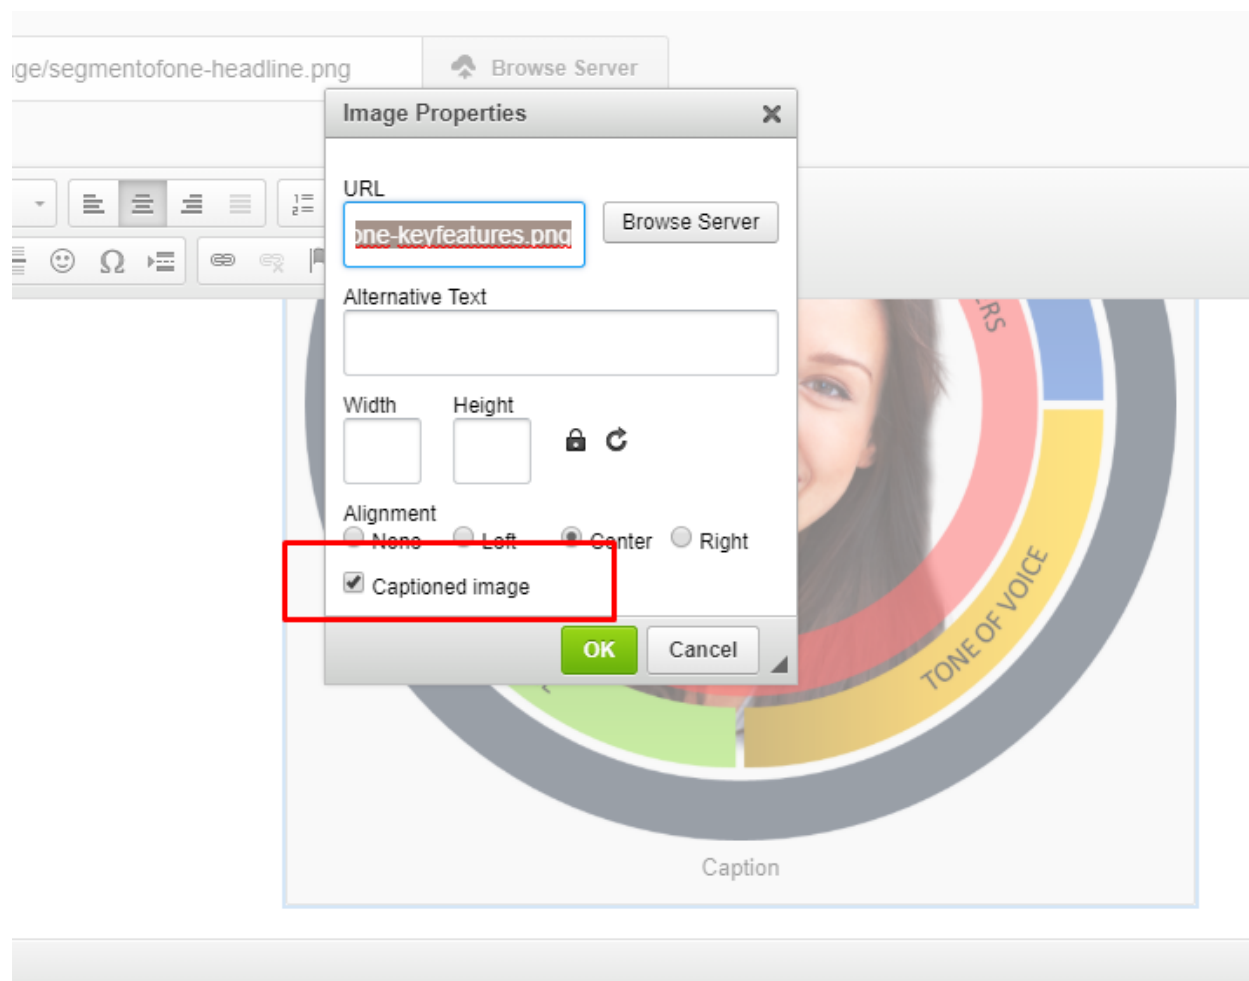 ge/segmentofone-headline.png
Browse Server
Image Properties
URL
one-keyfeatures.png
Browse Server
Alternative Text
Width Height
Alignment
None Left Center Right
Captioned image
OK Cancel
ERS
TONE OF VOICE
Caption